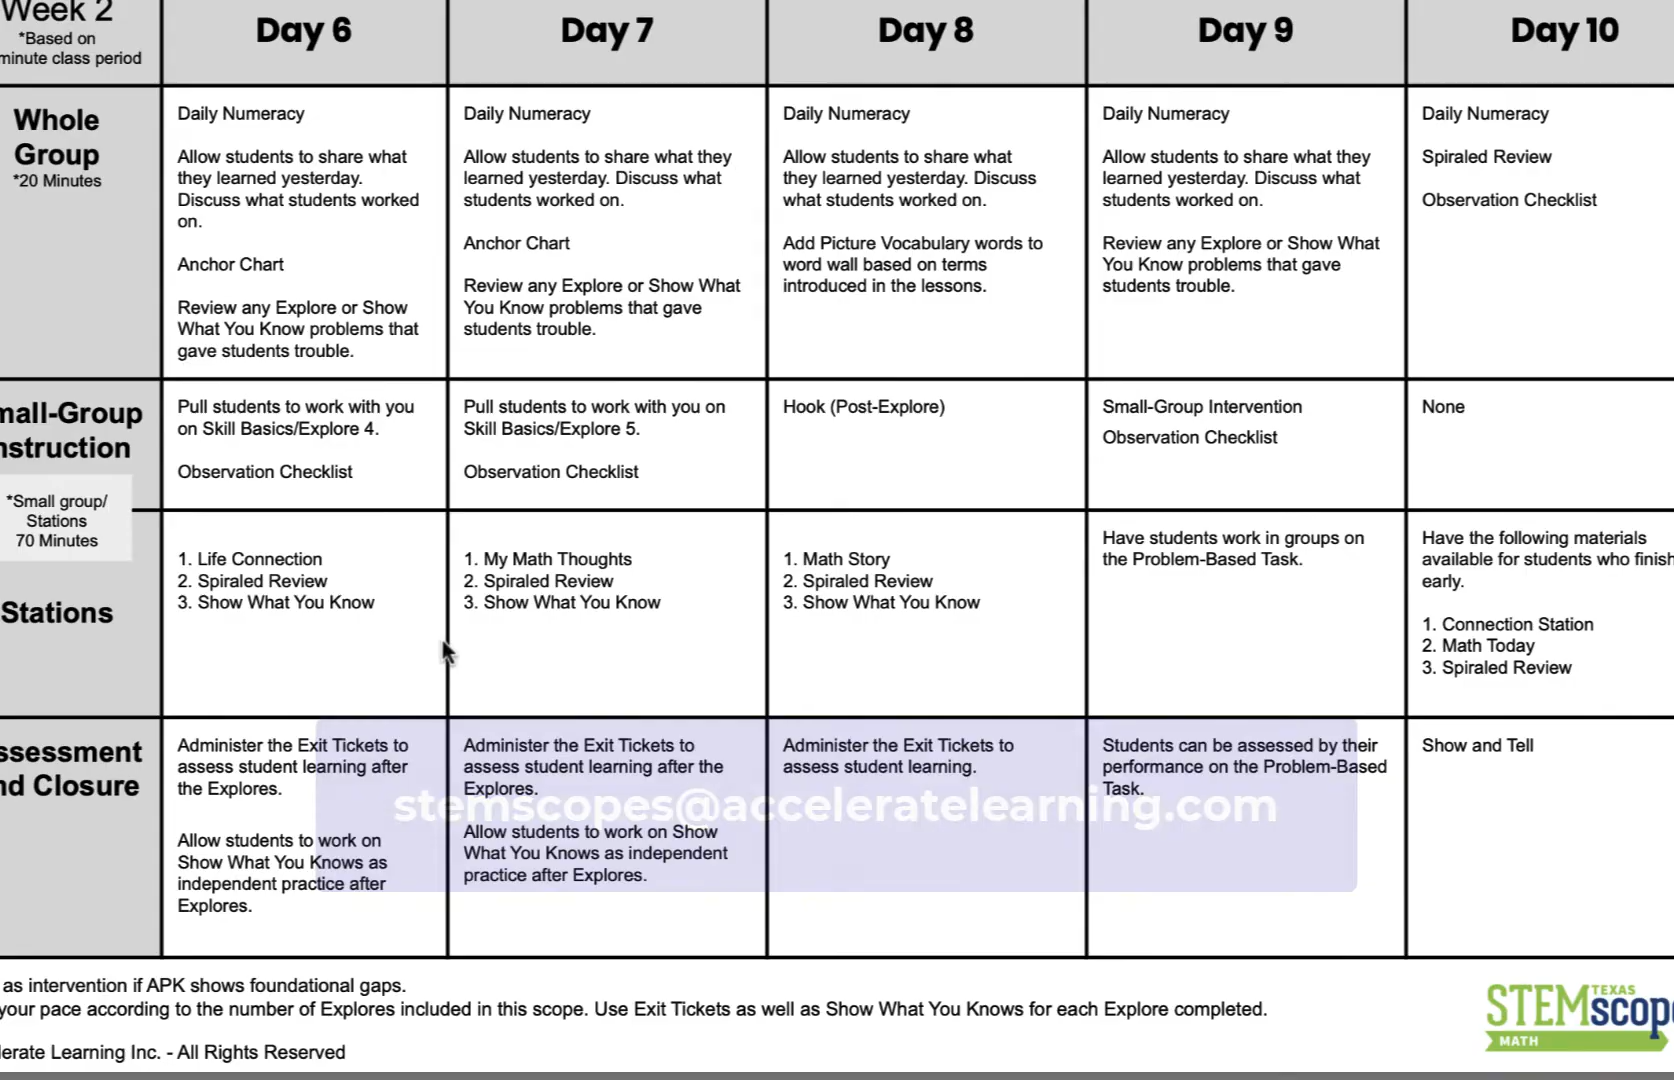 Week 2
*Based on
minute class period
Day 6
Day 7
Day 8
Day 9
Day 10
Whole
Group
*20 Minutes
Daily Numeracy
Allow students to share what
they learned yesterday.
Discuss what students worked
on.
Anchor Chart
Review any Explore or Show
What You Know problems that
gave students trouble.
Daily Numeracy
Allow students to share what they
learned yesterday. Discuss what
students worked on.
Anchor Chart
Review any Explore or Show What
You Know problems that gave
students trouble.
Daily Numeracy
Allow students to share what
they learned yesterday. Discuss
what students worked on.
Add Picture Vocabulary words to
word wall based on terms
introduced in the lessons.
Daily Numeracy
Allow students to share what they
learned yesterday. Discuss what
students worked on.
Review any Explore or Show What
You Know problems that gave
students trouble.
Daily Numeracy
Spiraled Review
Observation Checklist
mall-Group
nstruction
*Small group/
Stations
70 Minutes
Pull students to work with you
on Skill Basics/Explore 4.
Observation Checklist
Pull students to work with you on
Skill Basics/Explore 5.
Observation Checklist
Hook (Post-Explore)
Small-Group Intervention
Observation Checklist
None
Stations
1. Life Connection
2. Spiraled Review
3. Show What You Know
1. My Math Thoughts
2. Spiraled Review
3. Show What You Know
1. Math Story
2. Spiraled Review
3. Show What You Know
Have students work in groups on
the Problem-Based Task.
Have the following materials
available for students who finish
early.
1. Connection Station
2. Math Today
3. Spiraled Review
ssessment
nd Closure
Administer the Exit Tickets to
assess student learning after
the Explores.
Allow students to work on
Show What You Knows as
independent practice after
Explores.
Administer the Exit Tickets to
assess student learning after the
Explores.
Allow students to work on Show
What You Knows as independent
practice after Explores.
Administer the Exit Tickets to
assess student learning.
Students can be assessed by their
performance on the Problem-Based
Task.
Show and Tell
stemscopes@acceleratelearning.com
as intervention if APK shows foundational gaps.
your pace according to the number of Explores included in this scope. Use Exit Tickets as well as Show What You Knows for each Explore completed.
lerate Learning Inc. - All Rights Reserved
TEXAS
STEMscope
MATH